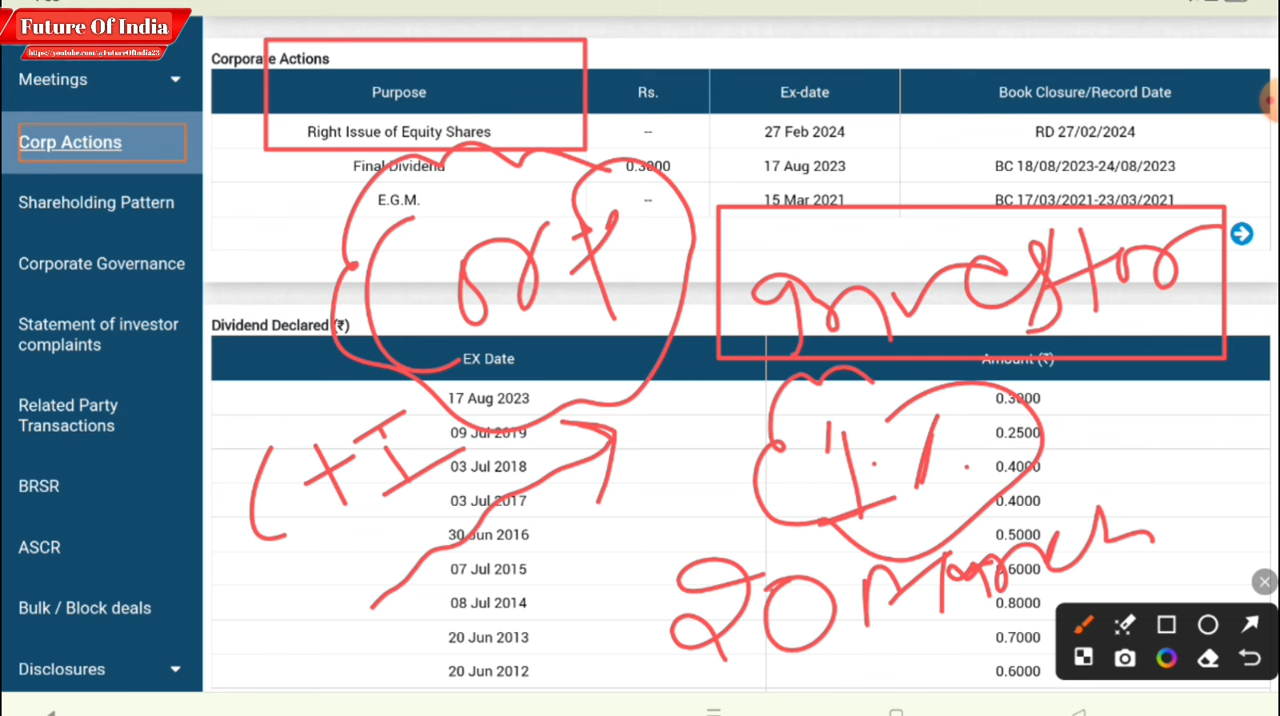 Future Of India
https://youtube.com/@FutureOfIndia23
Meetings
Corp Actions
Shareholding Pattern
Corporate Governance
Statement of investor
complaints
Related Party
Transactions
BRSR
ASCR
Bulk / Block deals
Disclosures
Corporate Actions
Purpose Rs. Ex-date Book Closure/Record Date
Right Issue of Equity Shares -- 27 Feb 2024 RD 27/02/2024
Final Dividend 0.3000 17 Aug 2023 BC 18/08/2023-24/08/2023
E.G.M. -- 15 Mar 2021 BC 17/03/2021-23/03/2021
Investor
Dividend Declared (₹)
EX Date Amount (₹)
17 Aug 2023 0.3000
09 Jul 2019 0.2500
03 Jul 2018 0.4000
03 Jul 2017 0.4000
30 Jun 2016 0.5000
07 Jul 2015 0.6000
08 Jul 2014 0.8000
20 Jun 2013 0.7000
20 Jun 2012 0.6000
20 March